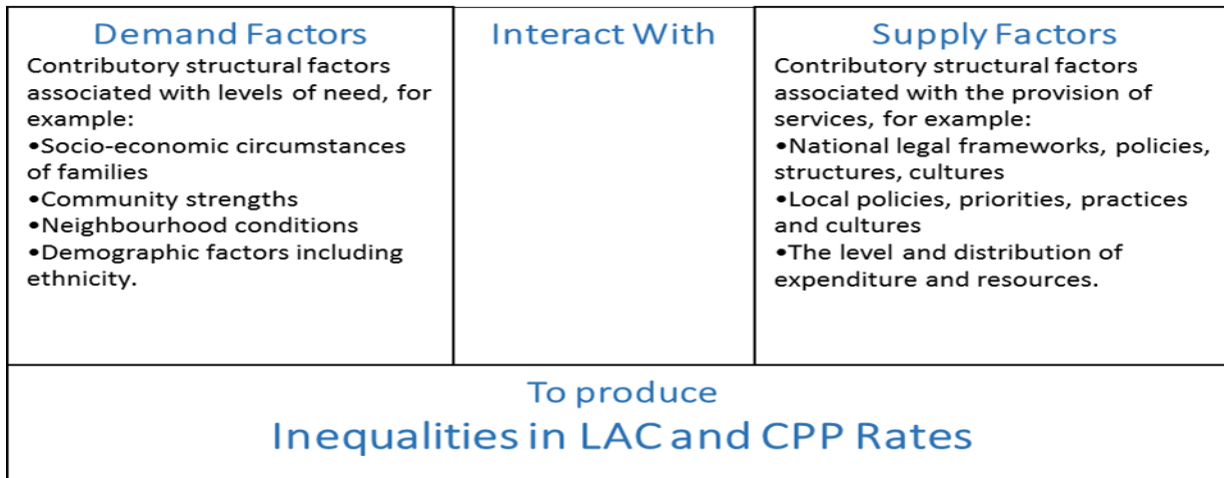 Demand Factors
Contributory structural factors
associated with levels of need, for
example:
•Socio-economic circumstances
of families
•Community strengths
•Neighbourhood conditions
•Demographic factors including
ethnicity.
Interact With
Supply Factors
Contributory structural factors
associated with the provision of
services, for example:
•National legal frameworks, policies,
structures, cultures
•Local policies, priorities, practices
and cultures
•The level and distribution of
expenditure and resources.
To produce
Inequalities in LAC and CPP Rates